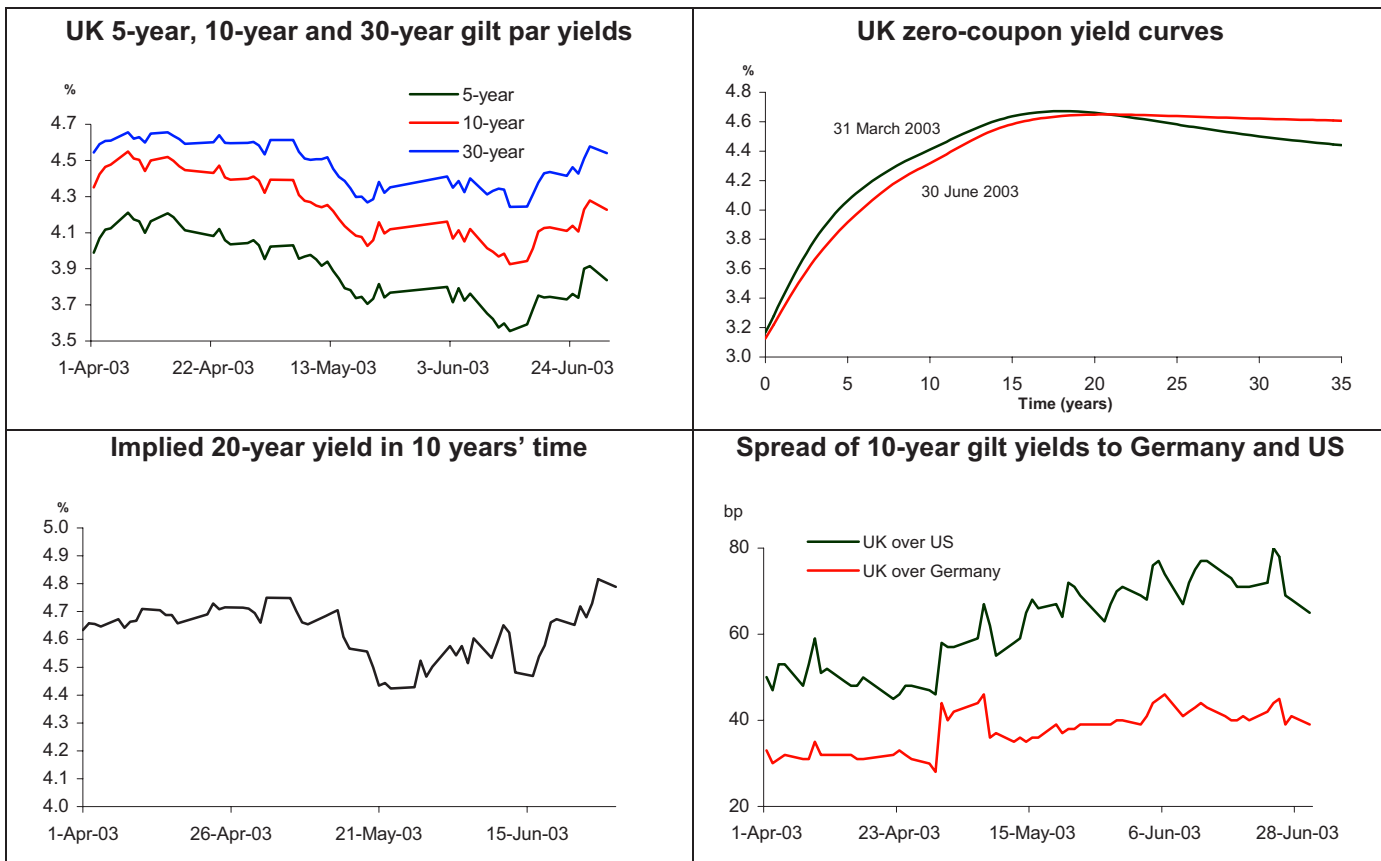 UK 5-year, 10-year and 30-year gilt par yields
%
5-year
10-year
30-year
4.7
4.5
4.3
4.1
3.9
3.7
3.5
1-Apr-03 22-Apr-03 13-May-03 3-Jun-03 24-Jun-03
UK zero-coupon yield curves
%
4.8
4.6
4.4
4.2
4.0
3.8
3.6
3.4
3.2
3.0
31 March 2003
30 June 2003
0 5 10 15 20 25 30 35
Time (years)
Implied 20-year yield in 10 years' time
%
5.0
4.9
4.8
4.7
4.6
4.5
4.4
4.3
4.2
4.1
4.0
1-Apr-03 26-Apr-03 21-May-03 15-Jun-03
Spread of 10-year gilt yields to Germany and US
bp
UK over US
UK over Germany
80
60
40
20
1-Apr-03 23-Apr-03 15-May-03 6-Jun-03 28-Jun-03